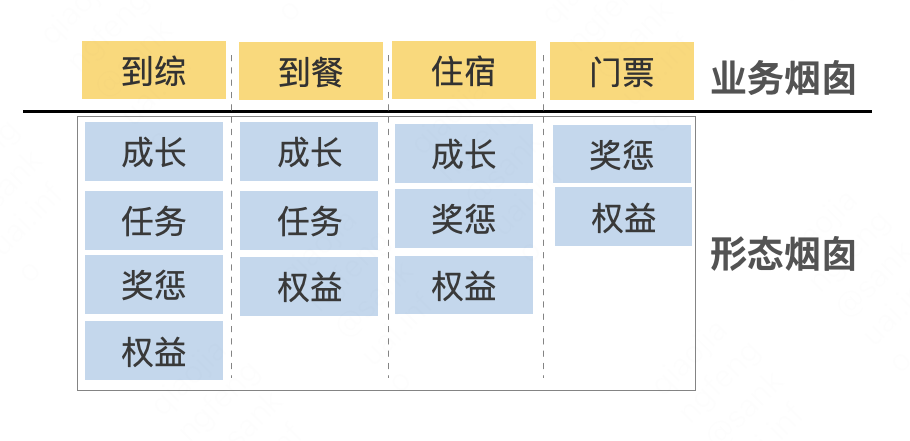 到综 到餐 住宿 门票 业务烟囱
成长 成长 成长 奖惩
任务 任务 奖惩 权益 形态烟囱
奖惩 权益 权益
权益